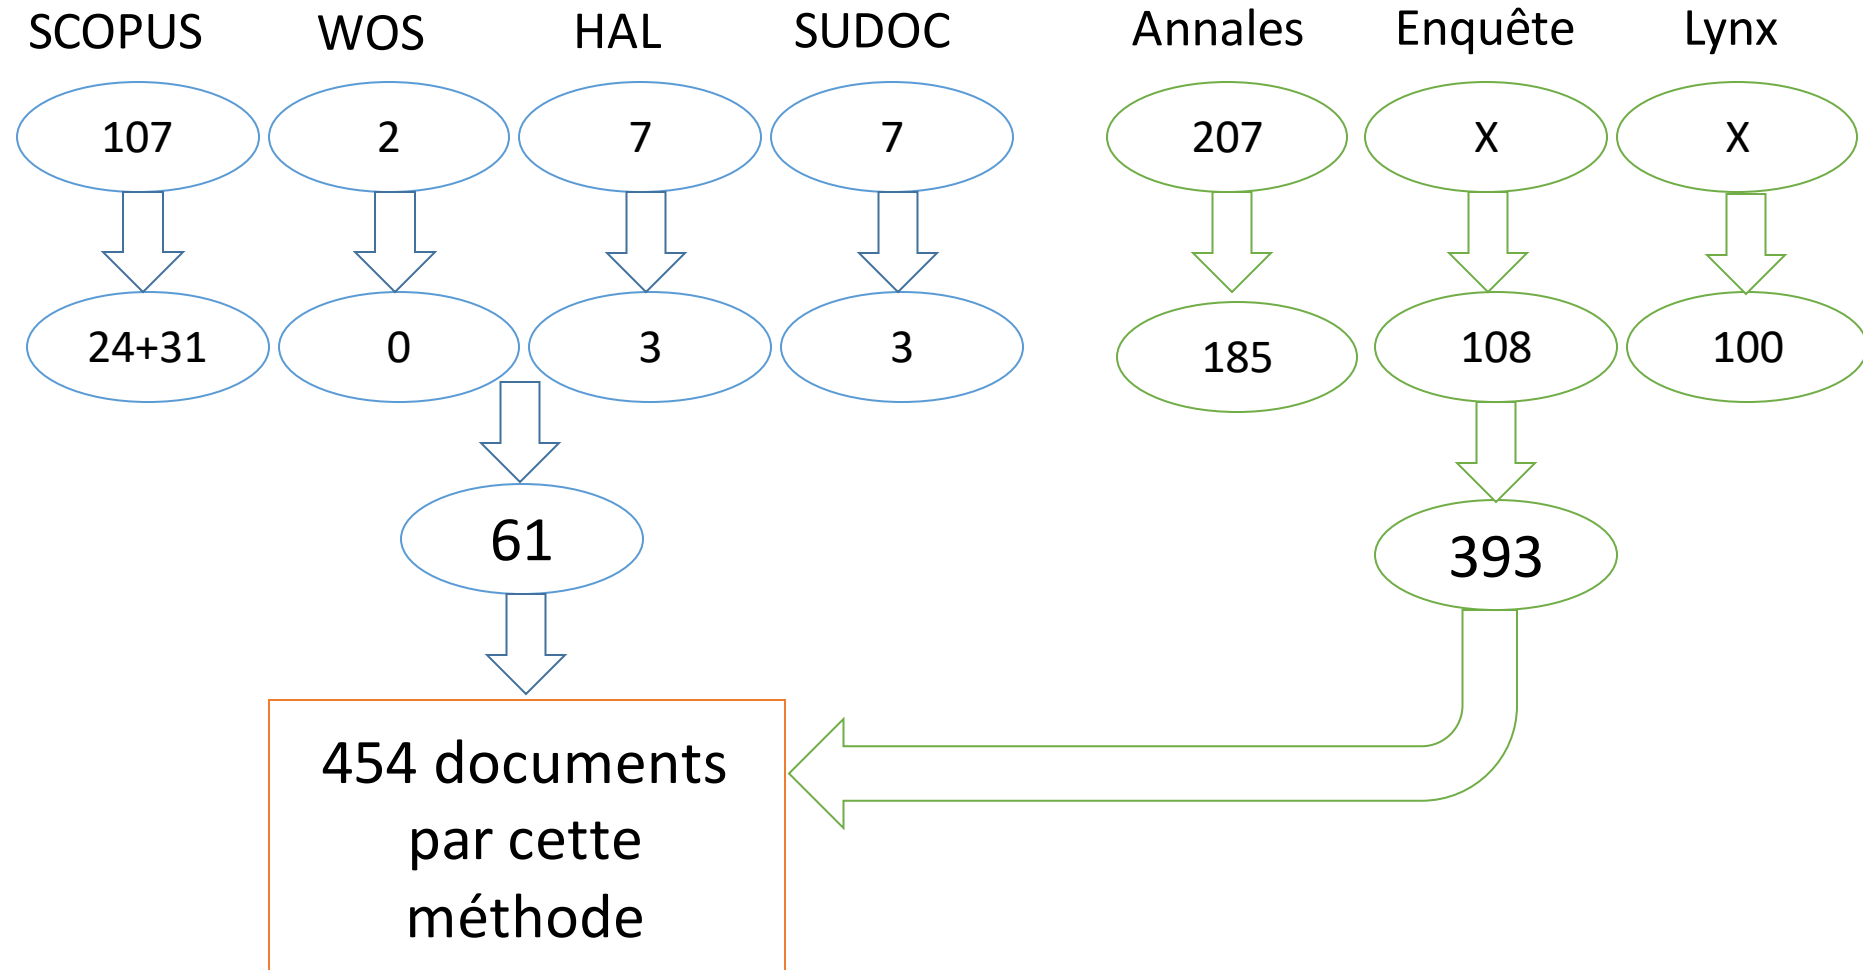 SCOPUS WOS HAL SUDOC Annales Enquête Lynx
107 2 7 7 207 X X
24+31 0 3 3 185 108 100
61 393
454 documents
par cette
méthode